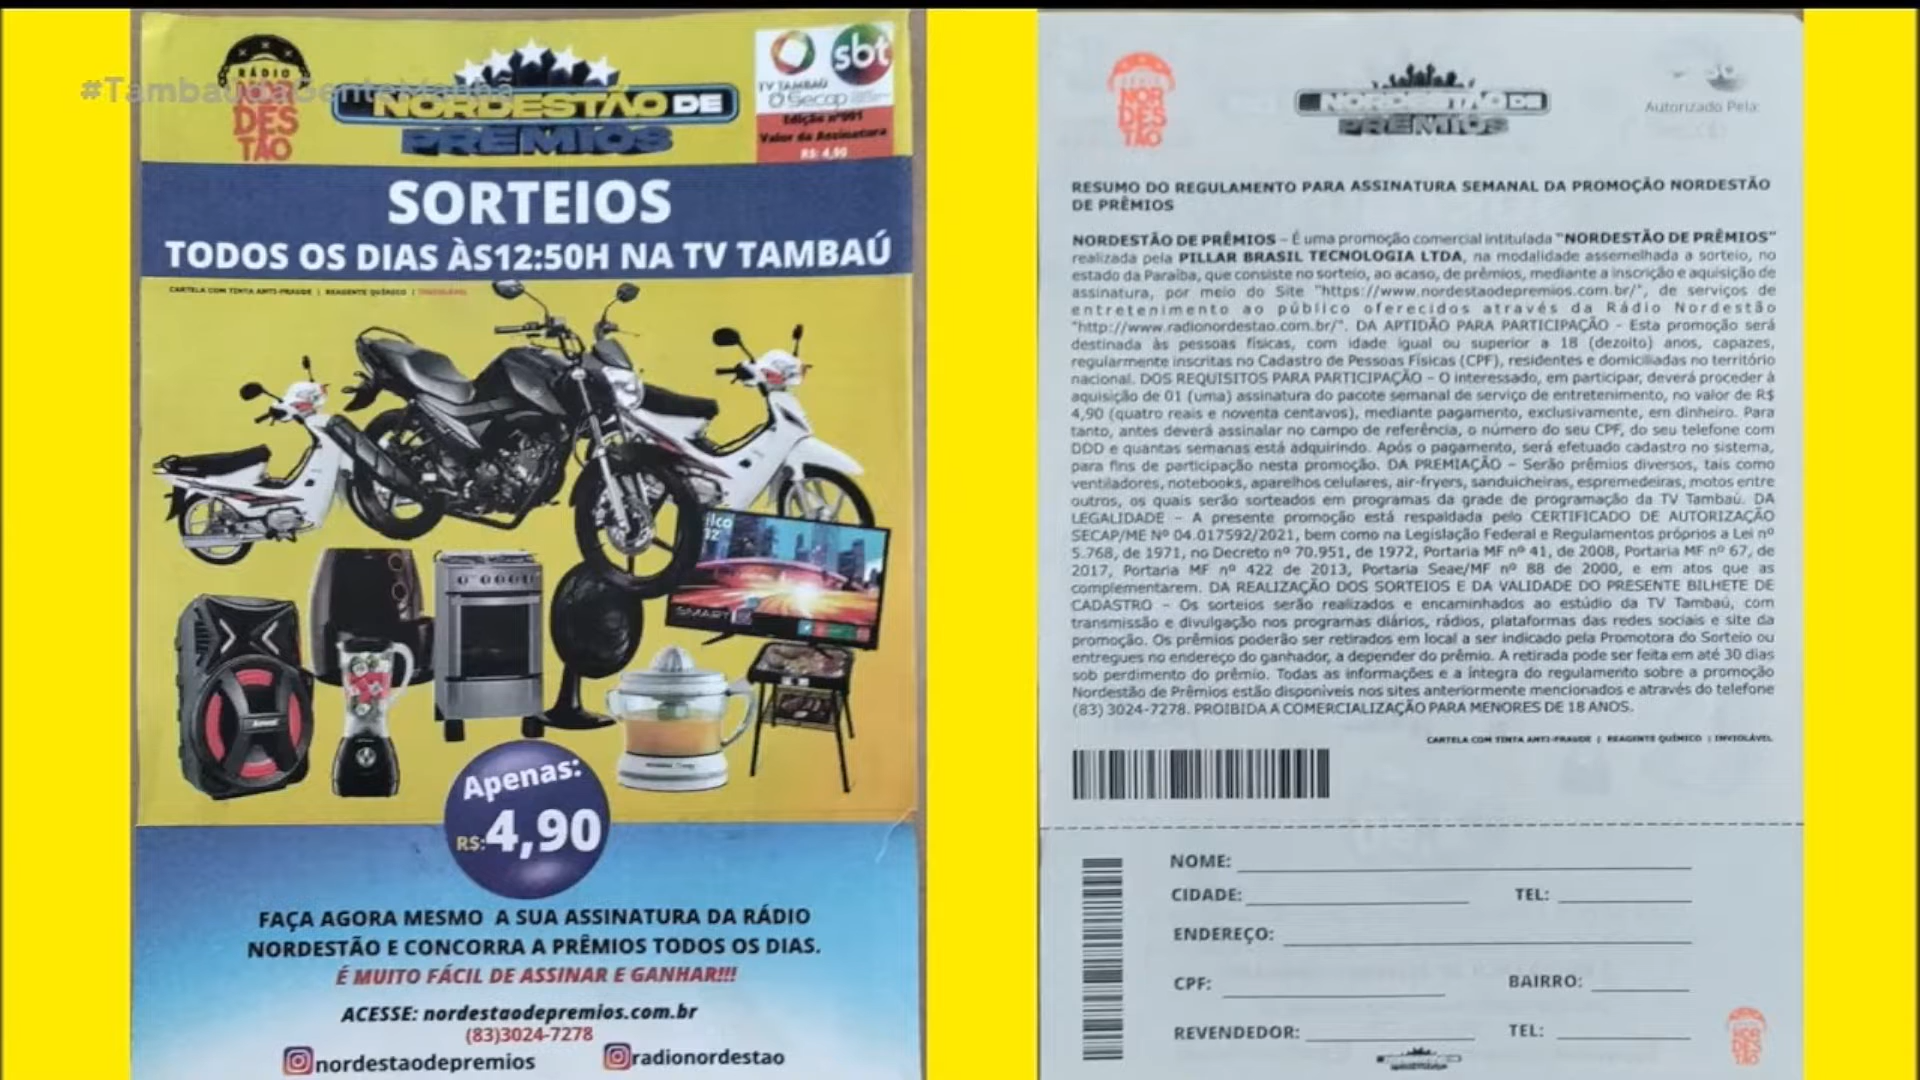 #TambaúdaGenteManhã
RÁDIO
NOR
DES
TÃO
NORDESTÃO DE
PRÊMIOS
TV TAMBAÚ
sbt
Secap
Edição nº001
Valor da Assinatura
R$: 4,90
SORTEIOS
TODOS OS DIAS ÀS12:50H NA TV TAMBAÚ
CARTELA COM TINTA ANTI-FRAUDE | REAGENTE QUÍMICO | INVIOLÁVEL
SMART
Apenas:
R$:4,90
FAÇA AGORA MESMO A SUA ASSINATURA DA RÁDIO
NORDESTÃO E CONCORRA A PRÊMIOS TODOS OS DIAS.
É MUITO FÁCIL DE ASSINAR E GANHAR!!!
ACESSE: nordestaodepremios.com.br
(83)3024-7278
nordestaodepremios
radionordestao
NOR
DES
TÃO
NORDESTÃO DE
PRÊMIOS
Autorizado Pela:
RESUMO DO REGULAMENTO PARA ASSINATURA SEMANAL DA PROMOÇÃO NORDESTÃO
DE PRÊMIOS
NORDESTÃO DE PRÊMIOS – É uma promoção comercial intitulada "NORDESTÃO DE PRÊMIOS"
realizada pela PILLAR BRASIL TECNOLOGIA LTDA, na modalidade assemelhada a sorteio, no
estado da Paraíba, que consiste no sorteio, ao acaso, de prêmios, mediante a inscrição e aquisição de
assinatura, por meio do Site "https://www.nordestaodepremios.com.br/", de serviços de
entretenimento ao público oferecidos através da Rádio Nordestão
"http://www.radionordestao.com.br/". DA APTIDÃO PARA PARTICIPAÇÃO - Esta promoção será
destinada às pessoas físicas, com idade igual ou superior a 18 (dezoito) anos, capazes,
regularmente inscritas no Cadastro de Pessoas Físicas (CPF), residentes e domiciliadas no território
nacional. DOS REQUISITOS PARA PARTICIPAÇÃO – O interessado, em participar, deverá proceder à
aquisição de 01 (uma) assinatura do pacote semanal de serviço de entretenimento, no valor de R$
4,90 (quatro reais e noventa centavos), mediante pagamento, exclusivamente, em dinheiro. Para
tanto, antes deverá assinalar no campo de referência, o número do seu CPF, do seu telefone com
DDD e quantas semanas está adquirindo. Após o pagamento, será efetuado cadastro no sistema,
para fins de participação nesta promoção. DA PREMIAÇÃO – Serão prêmios diversos, tais como
ventiladores, notebooks, aparelhos celulares, air-fryers, sanduicheiras, espremedeiras, motos entre
outros, os quais serão sorteados em programas da grade de programação da TV Tambaú. DA
LEGALIDADE – A presente promoção está respaldada pelo CERTIFICADO DE AUTORIZAÇÃO
SECAP/ME Nº 04.017592/2021, bem como na Legislação Federal e Regulamentos próprios a Lei nº
5.768, de 1971, no Decreto nº 70.951, de 1972, Portaria MF nº 41, de 2008, Portaria MF nº 67, de
2017, Portaria MF nº 422 de 2013, Portaria Seae/MF nº 88 de 2000, e em atos que as
complementarem. DA REALIZAÇÃO DOS SORTEIOS E DA VALIDADE DO PRESENTE BILHETE DE
CADASTRO – Os sorteios serão realizados e encaminhados ao estúdio da TV Tambaú, com
transmissão e divulgação nos programas diários, rádios, plataformas das redes sociais e site da
promoção. Os prêmios poderão ser retirados em local a ser indicado pela Promotora do Sorteio ou
entregues no endereço do ganhador, a depender do prêmio. A retirada pode ser feita em até 30 dias
sob perdimento do prêmio. Todas as informações e a íntegra do regulamento sobre a promoção
Nordestão de Prêmios estão disponíveis nos sites anteriormente mencionados e através do telefone
(83) 3024-7278. PROIBIDA A COMERCIALIZAÇÃO PARA MENORES DE 18 ANOS.
CARTELA COM TINTA ANTI-FRAUDE | REAGENTE QUÍMICO | INVIOLÁVEL
NOME:
CIDADE: TEL:
ENDEREÇO:
CPF: BAIRRO:
REVENDEDOR: TEL:
NOR
DES
TÃO